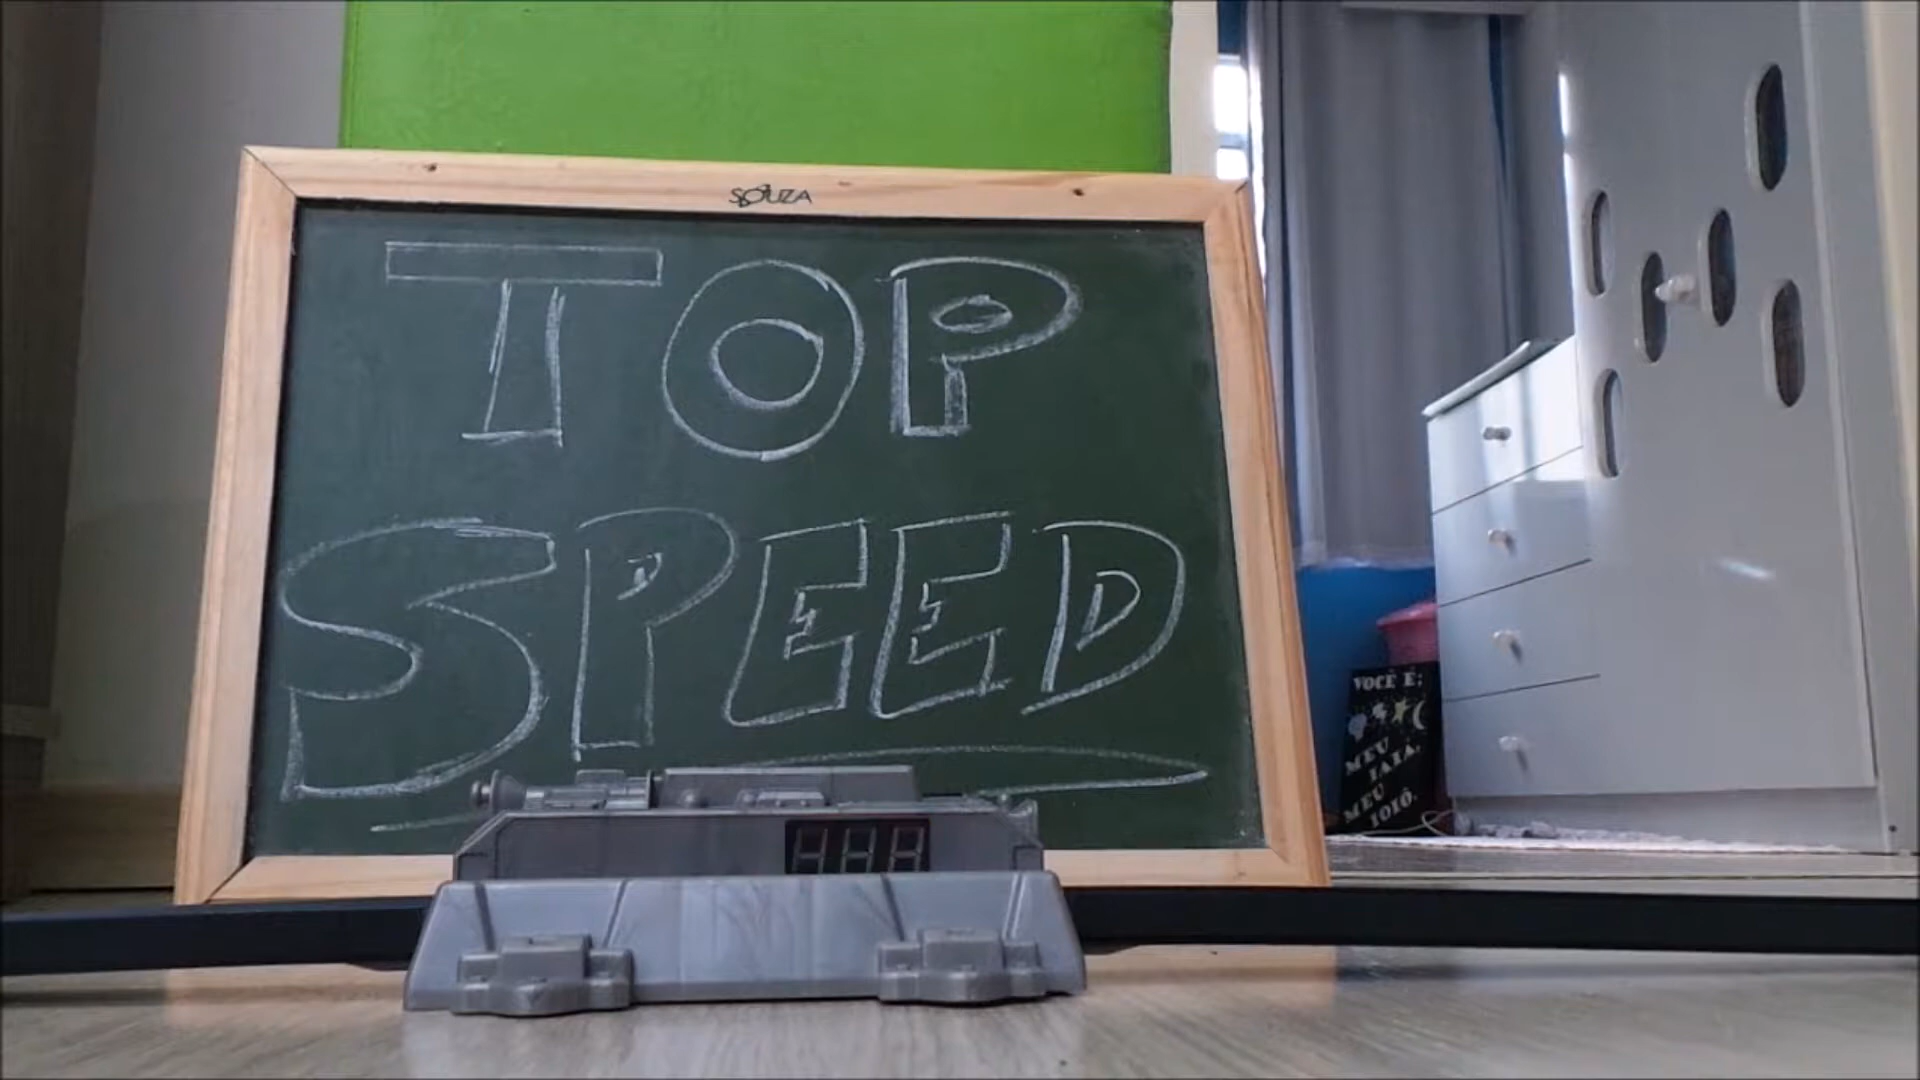 SOUZA
TOP
SPEED
VOCÊ É:
MEU
IAIÁ,
MEU
IOIÔ.